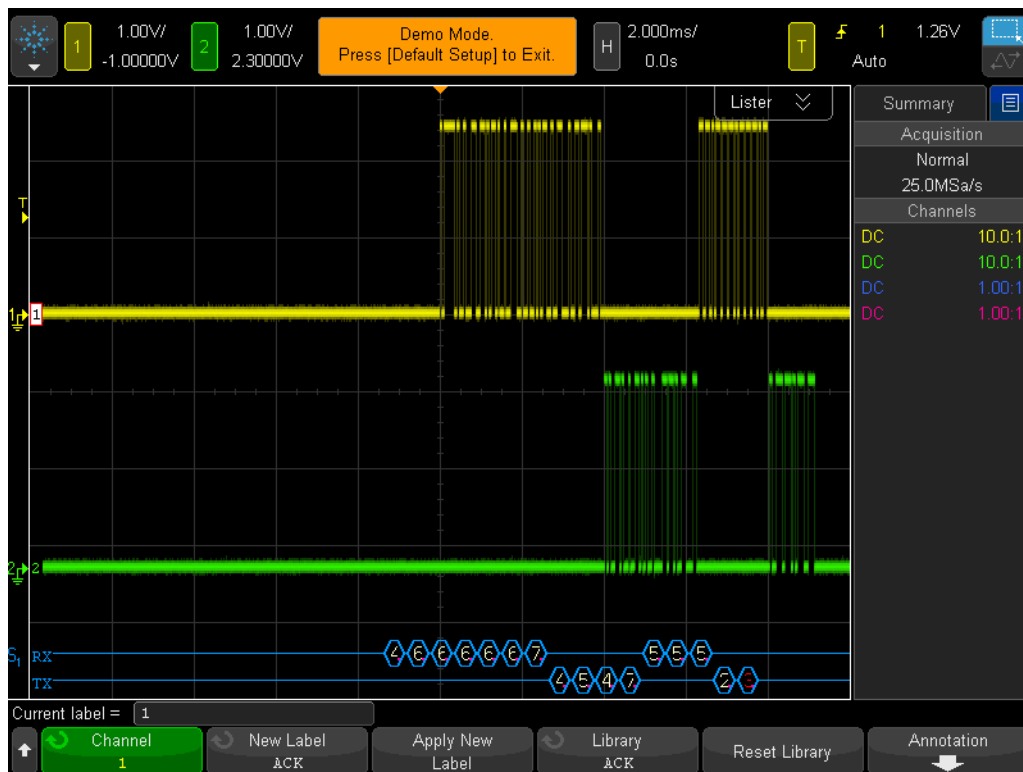 1 1.00V/ 2 1.00V/ Demo Mode. H 2.000ms/ T 1 1.26V
-1.00000V 2.30000V Press [Default Setup] to Exit. 0.0s Auto
Lister
Summary
Acquisition
Normal
25.0MSa/s
Channels
DC 10.0:1
DC 10.0:1
DC 1.00:1
DC 1.00:1
T
1 1
2 2
S1 RX 4 6 6 6 6 6 7 5 5 5
TX 4 5 4 7 2 3
Current label = 1
Channel New Label Apply New Library Reset Library Annotation
1 ACK Label ACK